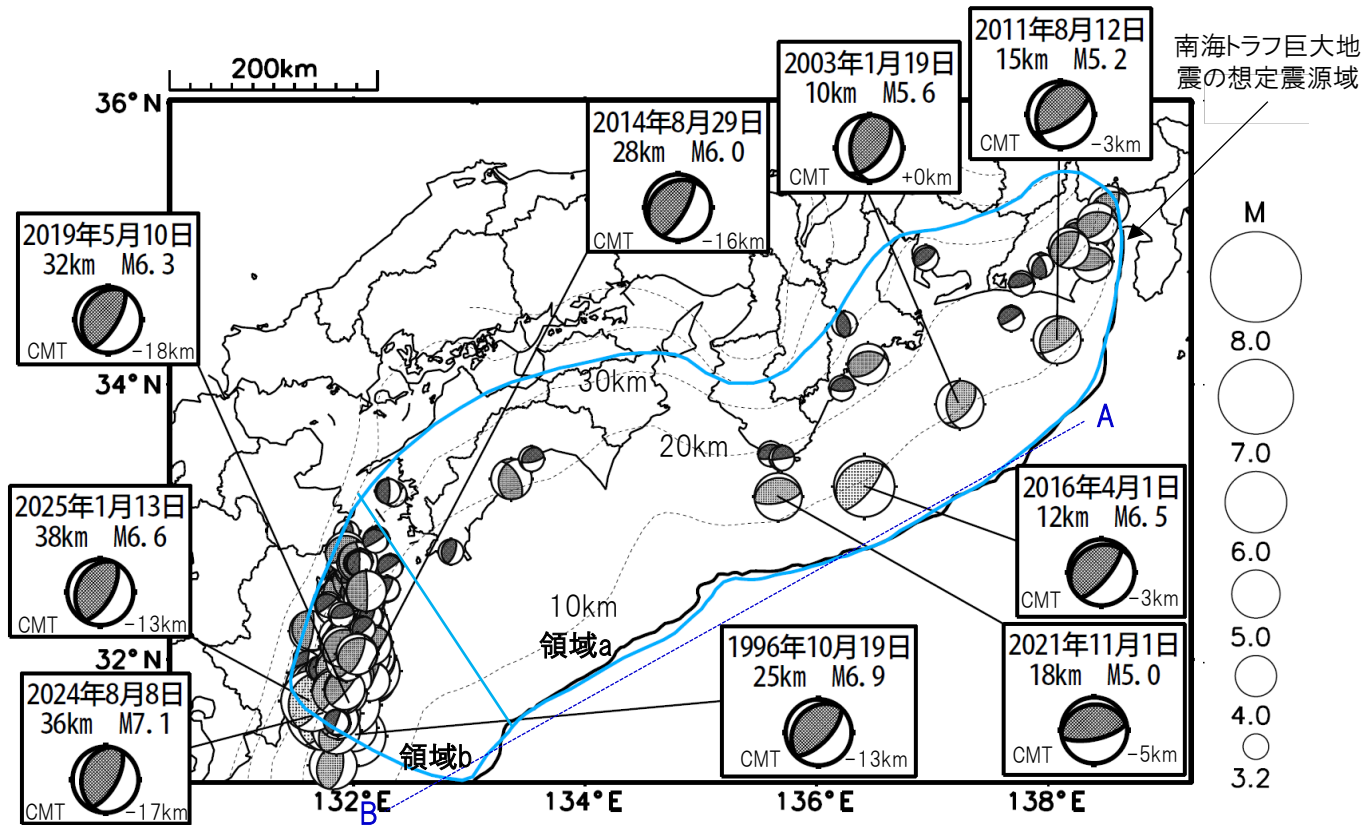 200km
36°N
34°N
32°N
132°E
134°E
136°E
138°E
2011年8月12日
15km M5.2
CMT
-3km
南海トラフ巨大地
震の想定震源域
2003年1月19日
10km M5.6
CMT
+0km
2014年8月29日
28km M6.0
CMT
-16km
2019年5月10日
32km M6.3
CMT
-18km
2025年1月13日
38km M6.6
CMT
-13km
2024年8月8日
36km M7.1
CMT
-17km
1996年10月19日
25km M6.9
CMT
-13km
2016年4月1日
12km M6.5
CMT
-3km
2021年11月1日
18km M5.0
CMT
-5km
30km
20km
10km
領域a
領域b
A
B
M
8.0
7.0
6.0
5.0
4.0
3.2